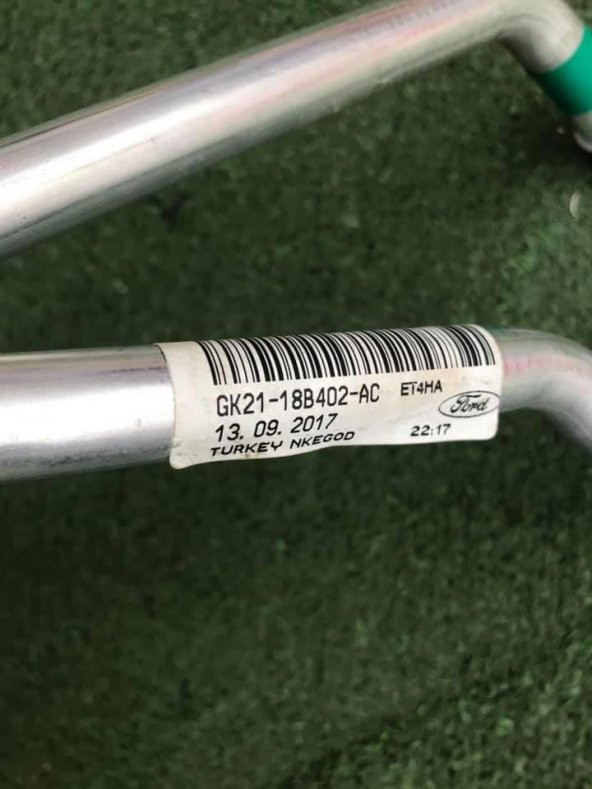 GK21-18B402-AC ET4HA
Ford
13. 09. 2017 22:17
TURKEY NKEGOD